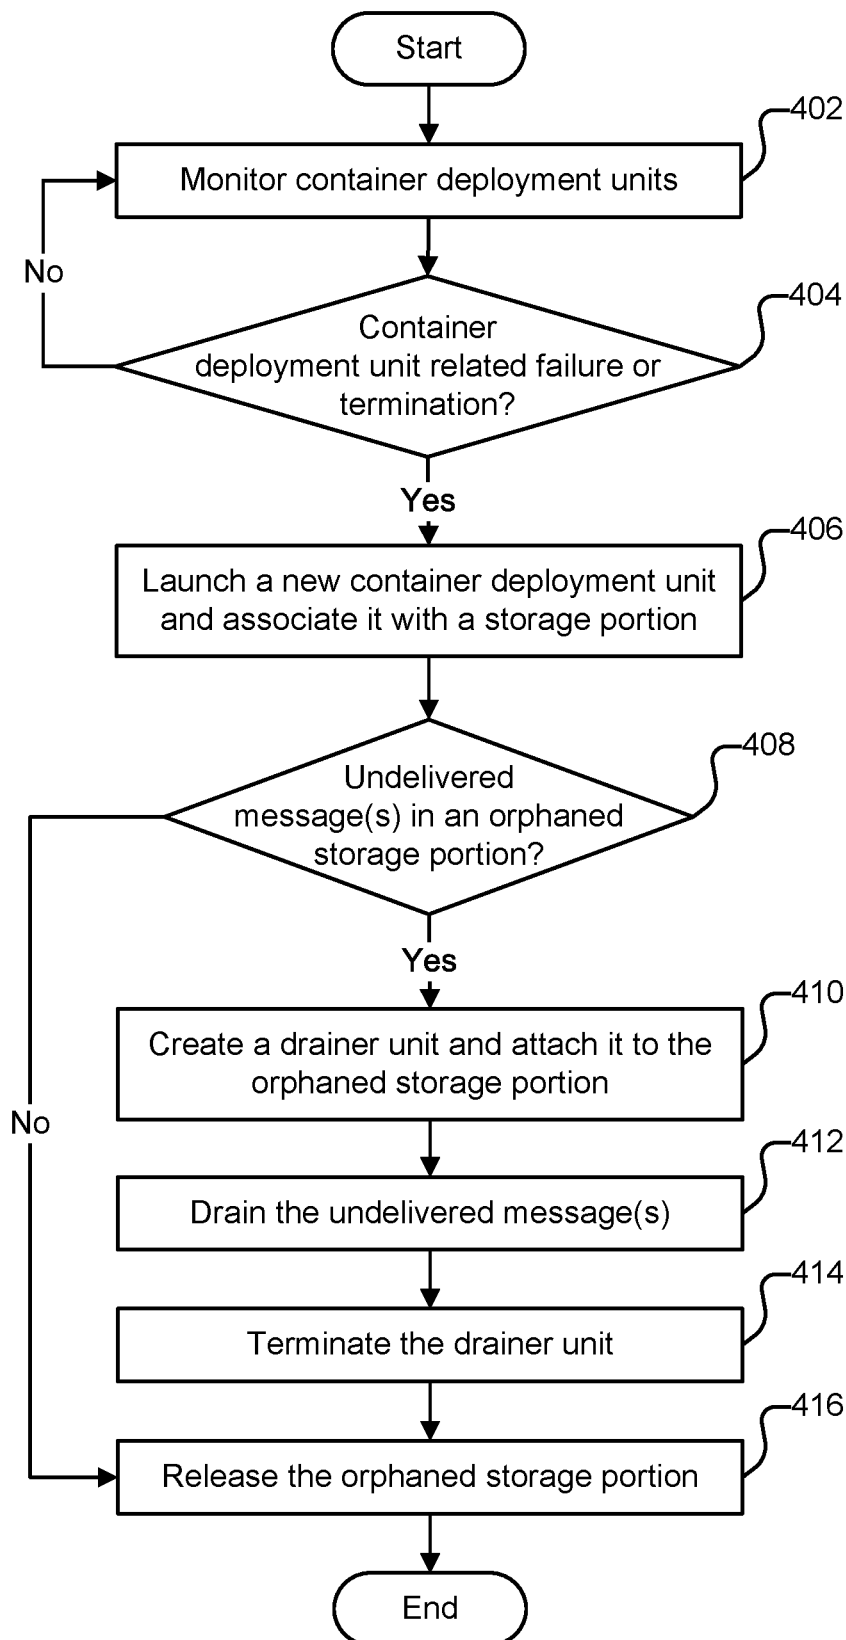 Start
402
Monitor container deployment units
No
404
Container
deployment unit related failure or
termination?
Yes
406
Launch a new container deployment unit
and associate it with a storage portion
408
Undelivered
message(s) in an orphaned
storage portion?
Yes
410
Create a drainer unit and attach it to the
orphaned storage portion
No
412
Drain the undelivered message(s)
414
Terminate the drainer unit
416
Release the orphaned storage portion
End